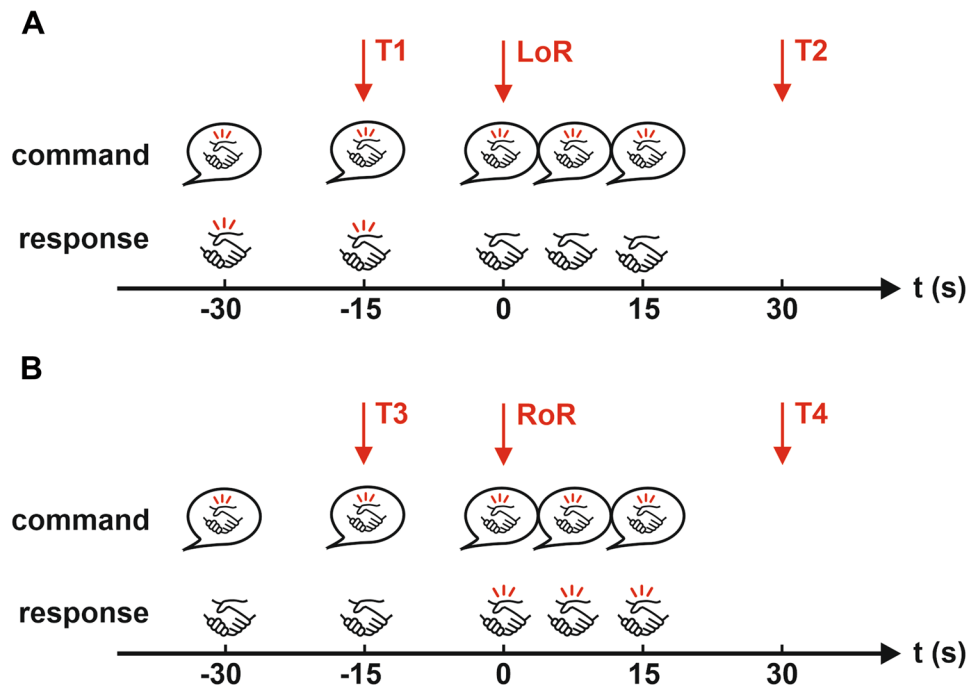 A
T1 LoR T2
command
response
t (s)
-30 -15 0 15 30
B
T3 RoR T4
command
response
t (s)
-30 -15 0 15 30